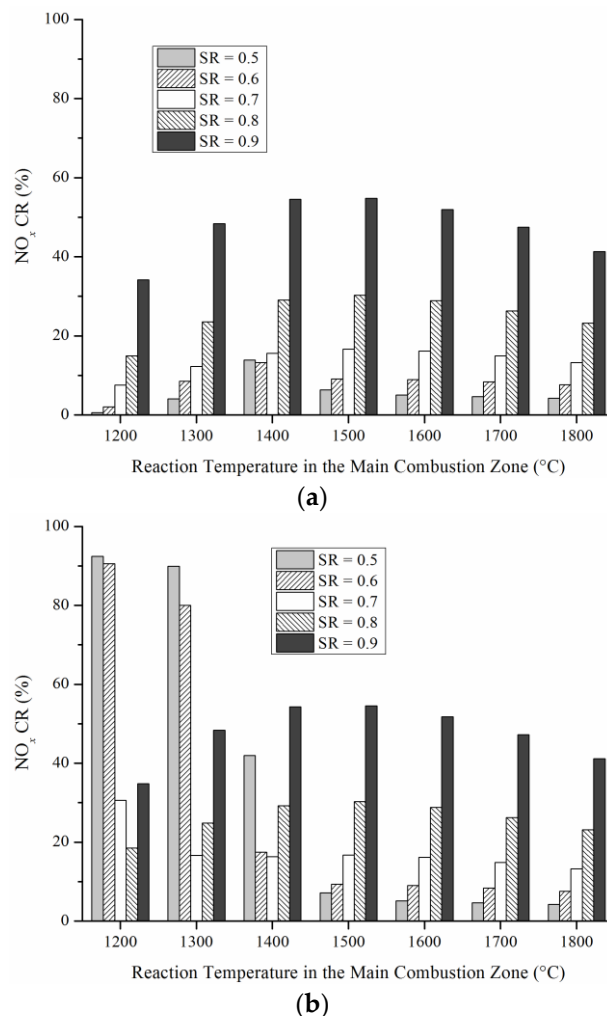 100
80
60
40
20
0
NOx CR (%)
SR = 0.5
SR = 0.6
SR = 0.7
SR = 0.8
SR = 0.9
1200 1300 1400 1500 1600 1700 1800
Reaction Temperature in the Main Combustion Zone (°C)
(a)
100
80
60
40
20
0
NOx CR (%)
SR = 0.5
SR = 0.6
SR = 0.7
SR = 0.8
SR = 0.9
1200 1300 1400 1500 1600 1700 1800
Reaction Temperature in the Main Combustion Zone (°C)
(b)